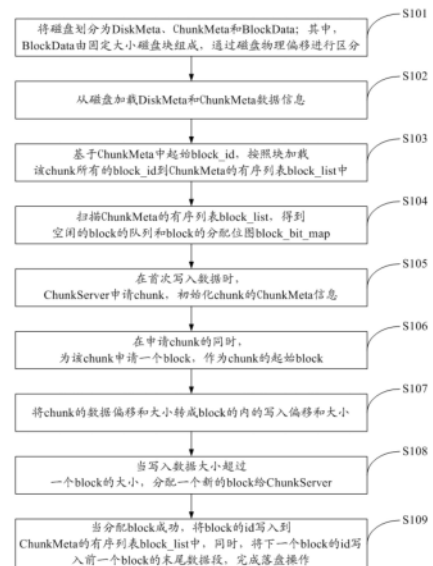 S101
将磁盘划分为DiskMeta、ChunkMeta和BlockData；其中，
BlockData由固定大小磁盘块组成，通过磁盘物理偏移进行区分
S102
从磁盘加载DiskMeta和ChunkMeta数据信息
S103
基于ChunkMeta中起始block_id，按照块加载
该chunk所有的block_id到ChunkMeta的有序列表block_list中
S104
扫描ChunkMeta的有序列表block_list，得到
空闲的block的队列和block的分配位图block_bit_map
S105
在首次写入数据时，
ChunkServer申请chunk，初始化chunk的ChunkMeta信息
S106
在申请chunk的同时，
为该chunk申请一个block，作为chunk的起始block
S107
将chunk的数据偏移和大小转成block的内的写入偏移和大小
S108
当写入数据大小超过
一个block的大小，分配一个新的block给ChunkServer
S109
当分配block成功，将block的id写入到
ChunkMeta的有序列表block_list中，同时，将下一个block的id写
入前一个block的末尾数据段，完成落盘操作